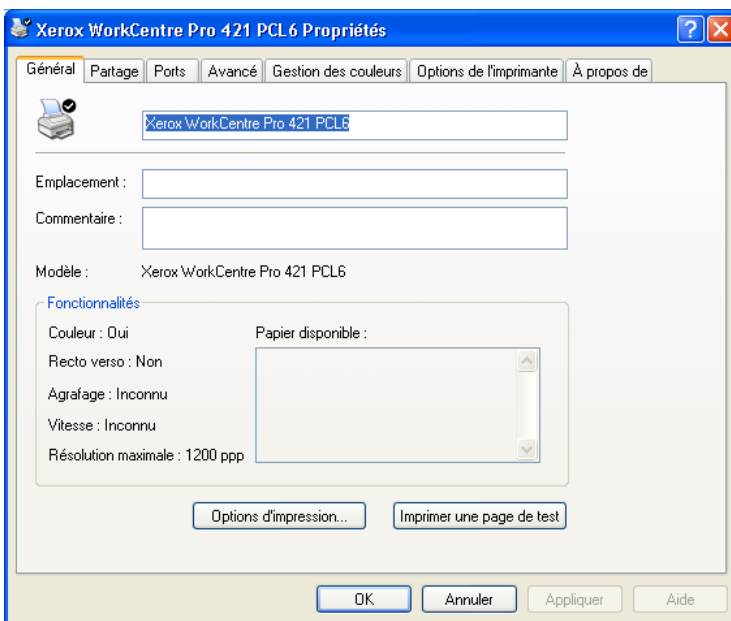 Xerox WorkCentre Pro 421 PCL6 Propriétés
Général Partage Ports Avancé Gestion des couleurs Options de l'imprimante À propos de
Xerox WorkCentre Pro 421 PCL6
Emplacement :
Commentaire :
Modèle : Xerox WorkCentre Pro 421 PCL6
Fonctionnalités
Couleur : Oui Papier disponible :
Recto verso : Non
Agrafage : Inconnu
Vitesse : Inconnu
Résolution maximale : 1200 ppp
Options d'impression... Imprimer une page de test
OK Annuler Appliquer Aide